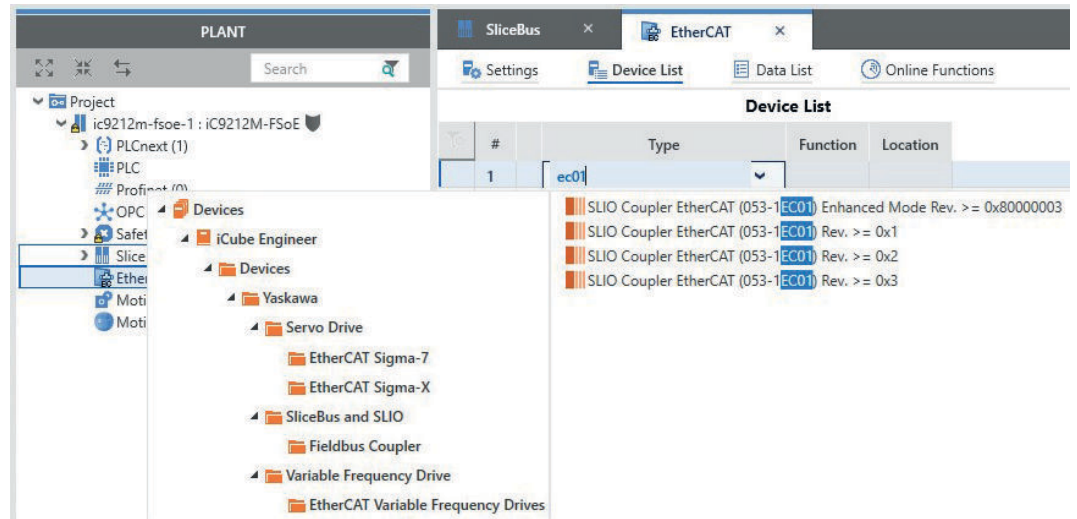 PLANT
Search
Project
ic9212m-fsoe-1 : iC9212M-FSoE
PLCnext (1)
PLC
Profinet (0)
OPC
Safet
Slice
Ether
Moti
Moti
Devices
iCube Engineer
Devices
Yaskawa
Servo Drive
EtherCAT Sigma-7
EtherCAT Sigma-X
SliceBus and SLIO
Fieldbus Coupler
Variable Frequency Drive
EtherCAT Variable Frequency Drives
SliceBus × EtherCAT ×
Settings Device List Data List Online Functions
Device List
# Type Function Location
1 ec01
SLIO Coupler EtherCAT (053-1EC01) Enhanced Mode Rev. >= 0x80000003
SLIO Coupler EtherCAT (053-1EC01) Rev. >= 0x1
SLIO Coupler EtherCAT (053-1EC01) Rev. >= 0x2
SLIO Coupler EtherCAT (053-1EC01) Rev. >= 0x3